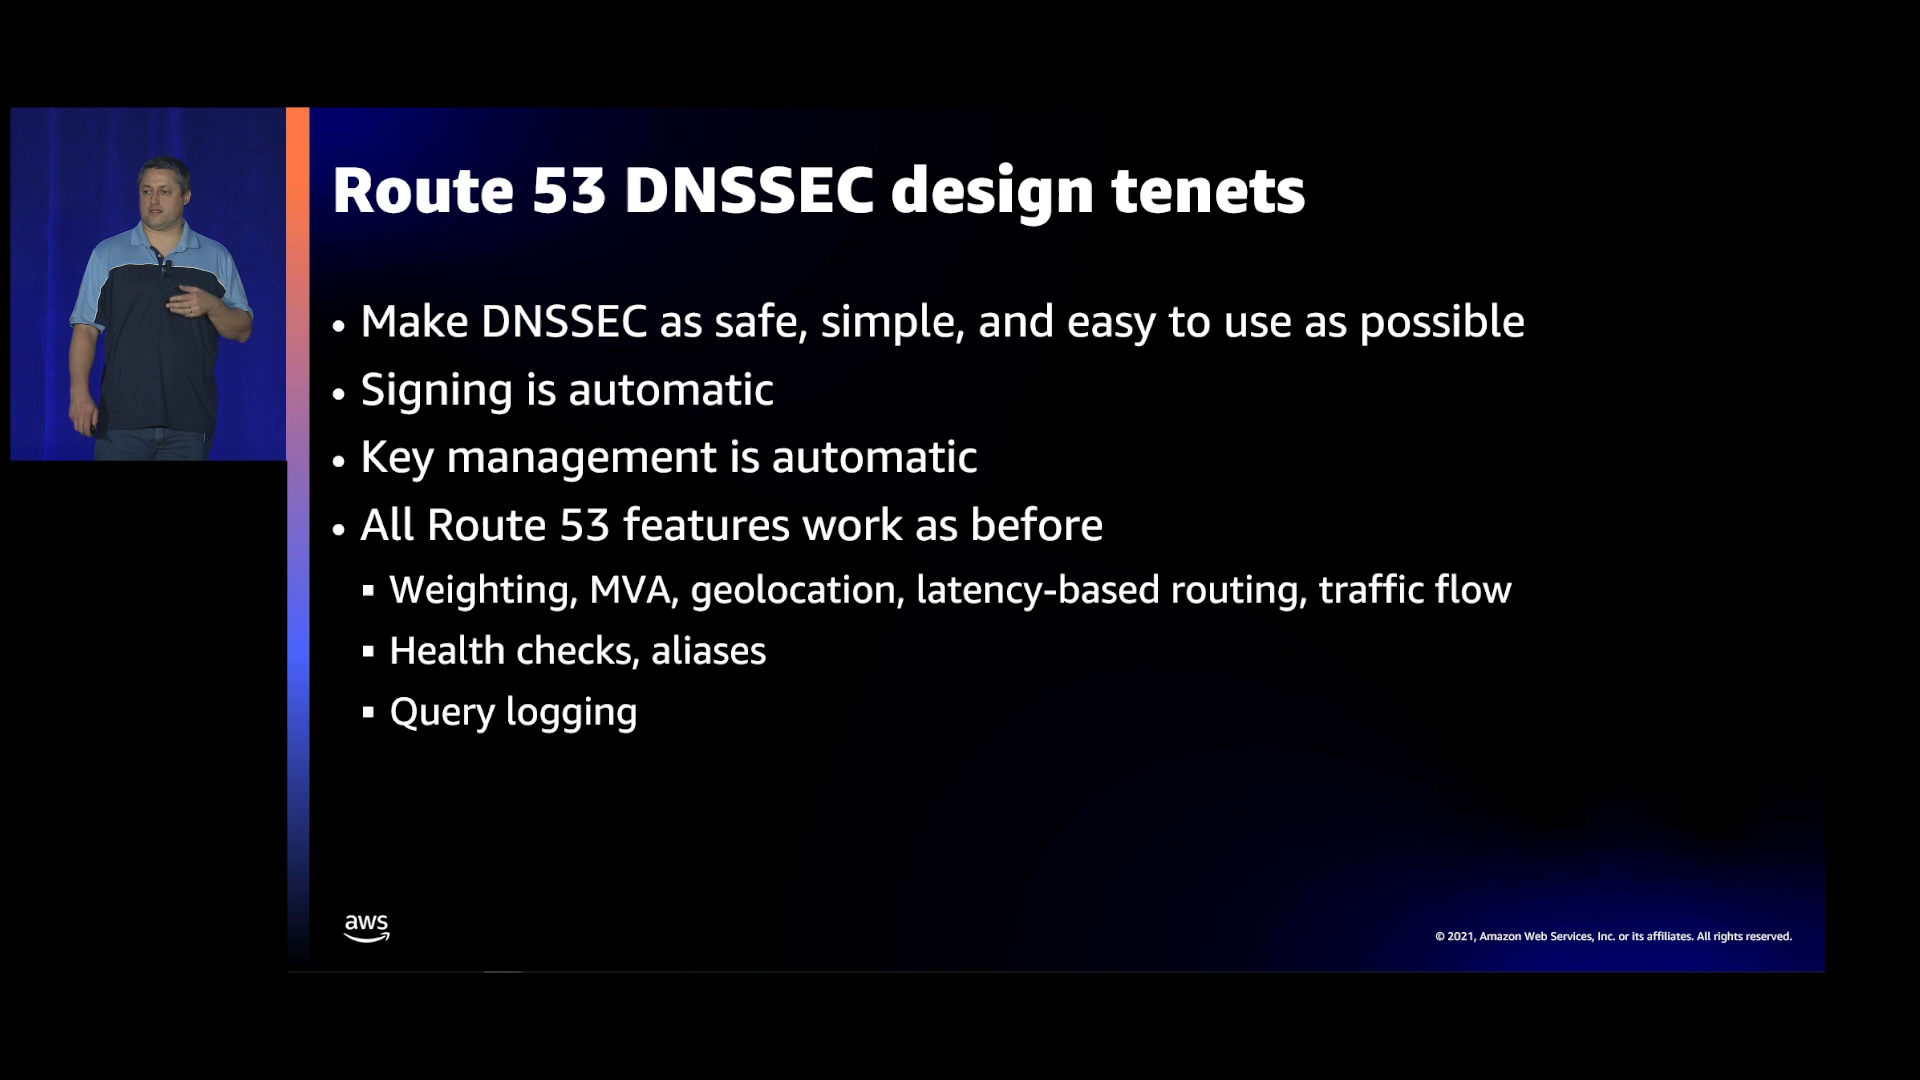 Route 53 DNSSEC design tenets
• Make DNSSEC as safe, simple, and easy to use as possible
• Signing is automatic
• Key management is automatic
• All Route 53 features work as before
▪ Weighting, MVA, geolocation, latency-based routing, traffic flow
▪ Health checks, aliases
▪ Query logging
aws
© 2021, Amazon Web Services, Inc. or its affiliates. All rights reserved.